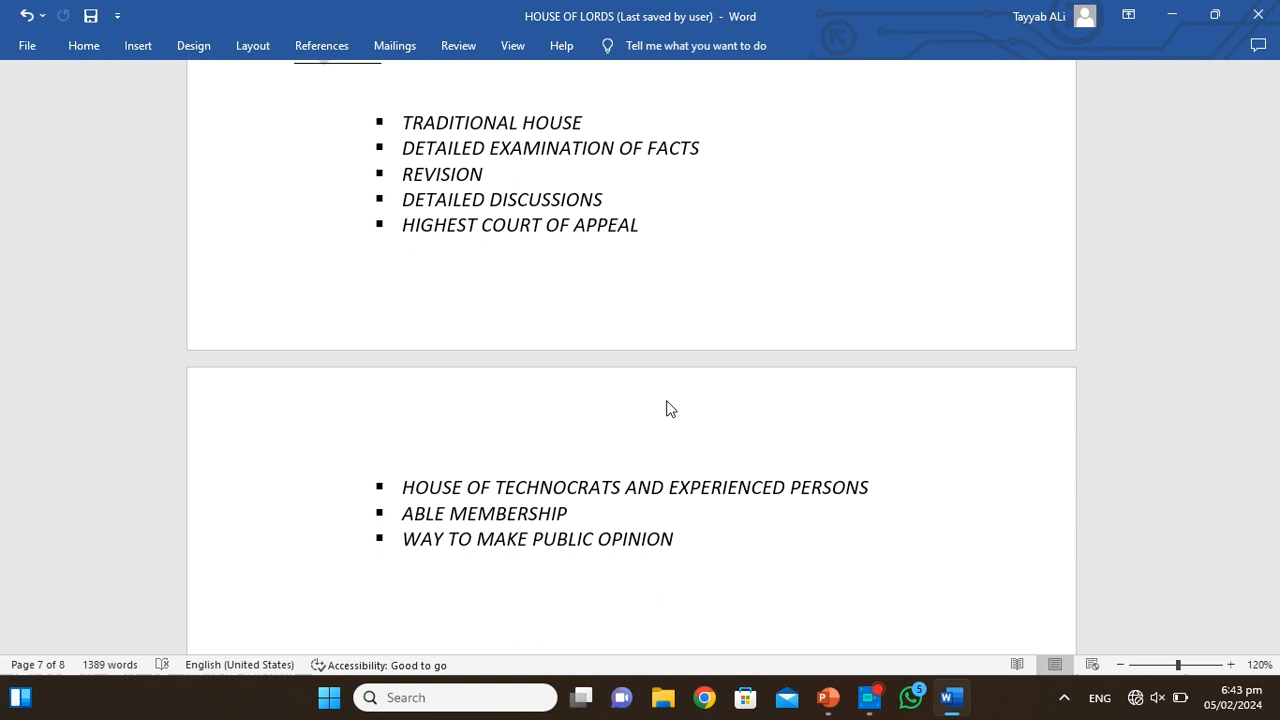 HOUSE OF LORDS (Last saved by user) - Word
Tayyab ALi
File Home Insert Design Layout References Mailings Review View Help Tell me what you want to do
▪ TRADITIONAL HOUSE
▪ DETAILED EXAMINATION OF FACTS
▪ REVISION
▪ DETAILED DISCUSSIONS
▪ HIGHEST COURT OF APPEAL
▪ HOUSE OF TECHNOCRATS AND EXPERIENCED PERSONS
▪ ABLE MEMBERSHIP
▪ WAY TO MAKE PUBLIC OPINION
Page 7 of 8 1389 words English (United States) Accessibility: Good to go 120%
Search 5 ENG 6:43 pm
05/02/2024